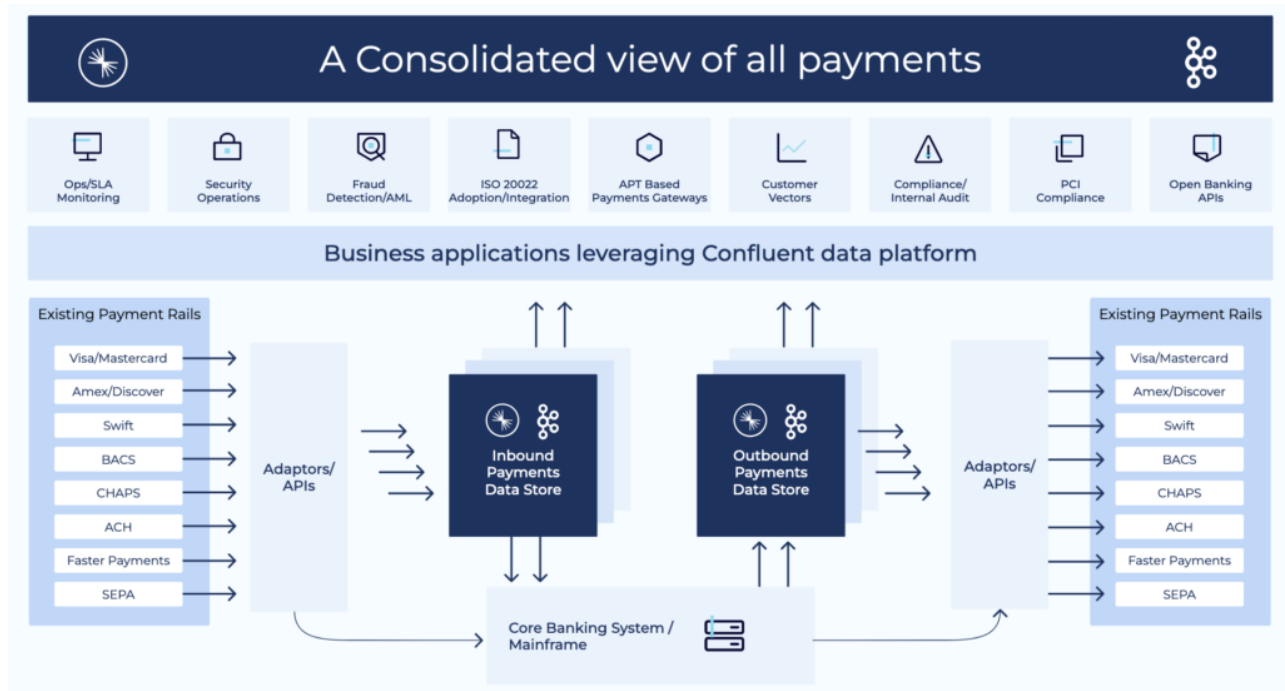 A Consolidated view of all payments
Ops/SLA
Monitoring
Security
Operations
Fraud
Detection/AML
ISO 20022
Adoption/Integration
APT Based
Payments Gateways
Customer
Vectors
Compliance/
Internal Audit
PCI
Compliance
Open Banking
APIs
Business applications leveraging Confluent data platform
Existing Payment Rails
Visa/Mastercard
Amex/Discover
Swift
BACS
CHAPS
ACH
Faster Payments
SEPA
Adaptors/
APIs
Inbound
Payments
Data Store
Outbound
Payments
Data Store
Core Banking System /
Mainframe
Adaptors/
APIs
Existing Payment Rails
Visa/Mastercard
Amex/Discover
Swift
BACS
CHAPS
ACH
Faster Payments
SEPA